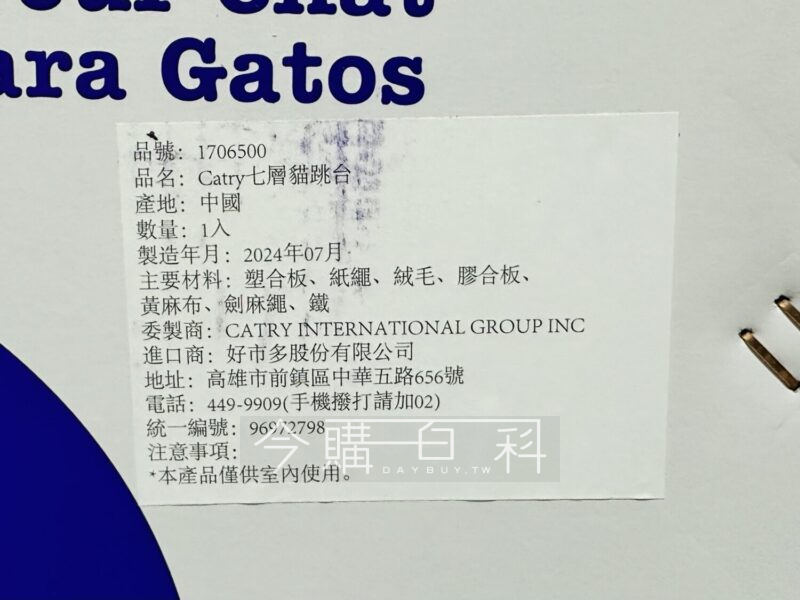 our Chat
ara Gatos
品號：1706500
品名：Catry七層貓跳台
產地：中國
數量：1入
製造年月：2024年07月
主要材料：塑合板、紙繩、絨毛、膠合板、
黃麻布、劍麻繩、鐵
委製商：CATRY INTERNATIONAL GROUP INC
進口商：好市多股份有限公司
地址：高雄市前鎮區中華五路656號
電話：449-9909(手機撥打請加02)
統一編號：96972798
注意事項：
*本產品僅供室內使用。
今購百科
DAYBUY.TW